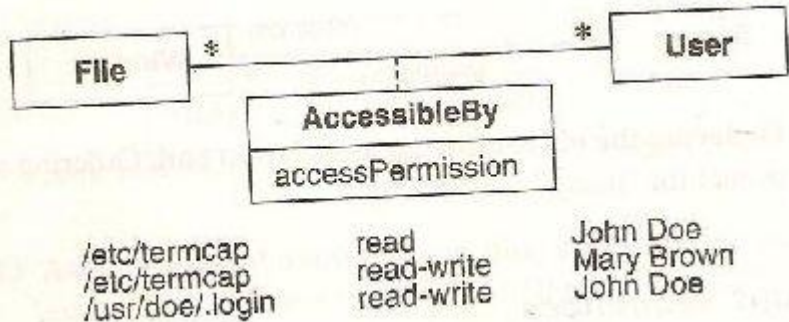 File
*
*
User
AccessibleBy
accessPermission
/etc/termcap read John Doe
/etc/termcap read-write Mary Brown
/usr/doe/.login read-write John Doe